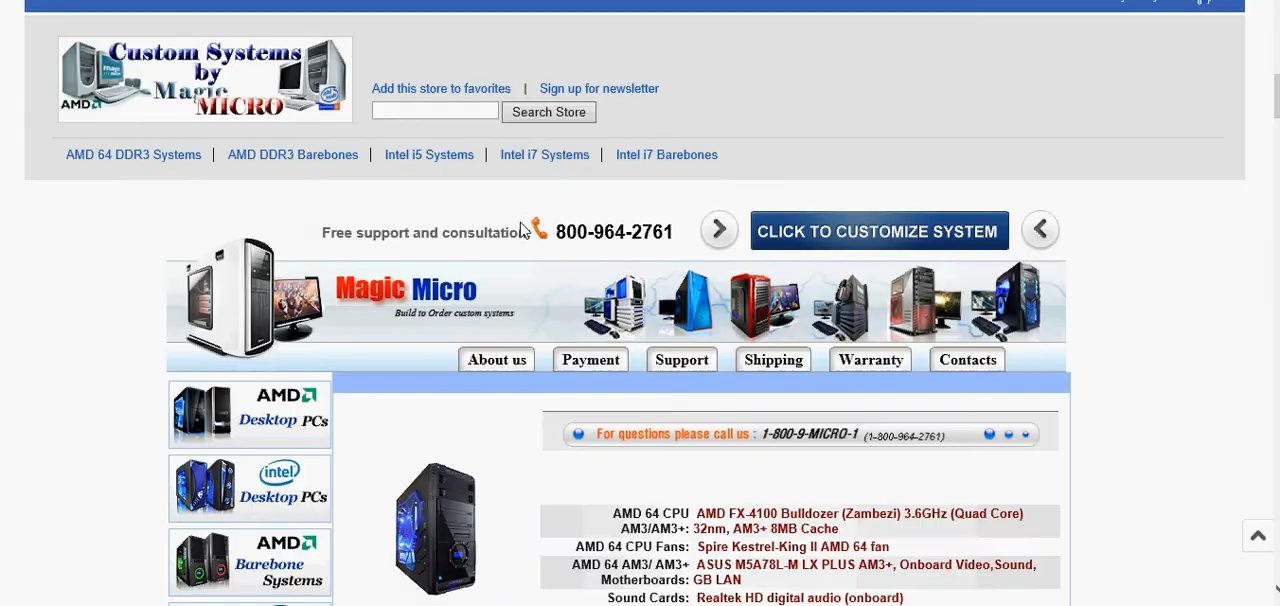 Custom Systems
by
Magic
MICRO
AMD
Add this store to favorites | Sign up for newsletter
Search Store
AMD 64 DDR3 Systems | AMD DDR3 Barebones | Intel i5 Systems | Intel i7 Systems | Intel i7 Barebones
Free support and consultation 800-964-2761
CLICK TO CUSTOMIZE SYSTEM
Magic Micro
Build to Order custom systems
About us
Payment
Support
Shipping
Warranty
Contacts
AMD
Desktop PCs
intel
Desktop PCs
AMD
Barebone
Systems
For questions please call us : 1-800-9-MICRO-1 (1-800-964-2761)
AMD 64 CPU AMD FX-4100 Bulldozer (Zambezi) 3.6GHz (Quad Core)
AM3/AM3+: 32nm, AM3+ 8MB Cache
AMD 64 CPU Fans: Spire Kestrel-King II AMD 64 fan
AMD 64 AM3/ AM3+ ASUS M5A78L-M LX PLUS AM3+, Onboard Video,Sound,
Motherboards: GB LAN
Sound Cards: Realtek HD digital audio (onboard)